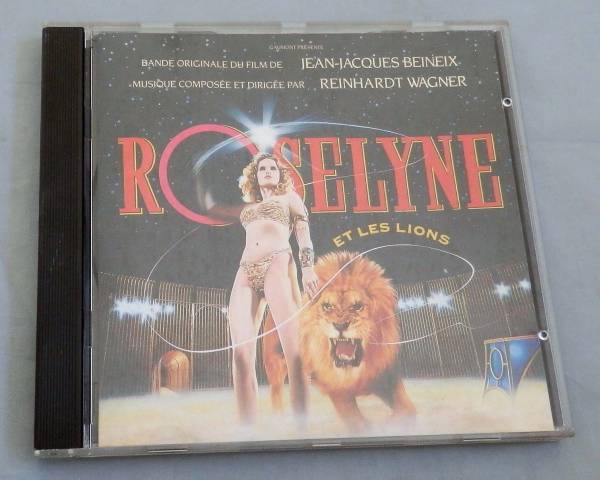 GAUMONT PRÉSENTE
BANDE ORIGINALE DU FILM DE JEAN-JACQUES BEINEIX
MUSIQUE COMPOSÉE ET DIRIGÉE PAR REINHARDT WAGNER
ROSELYNE
ET LES LIONS